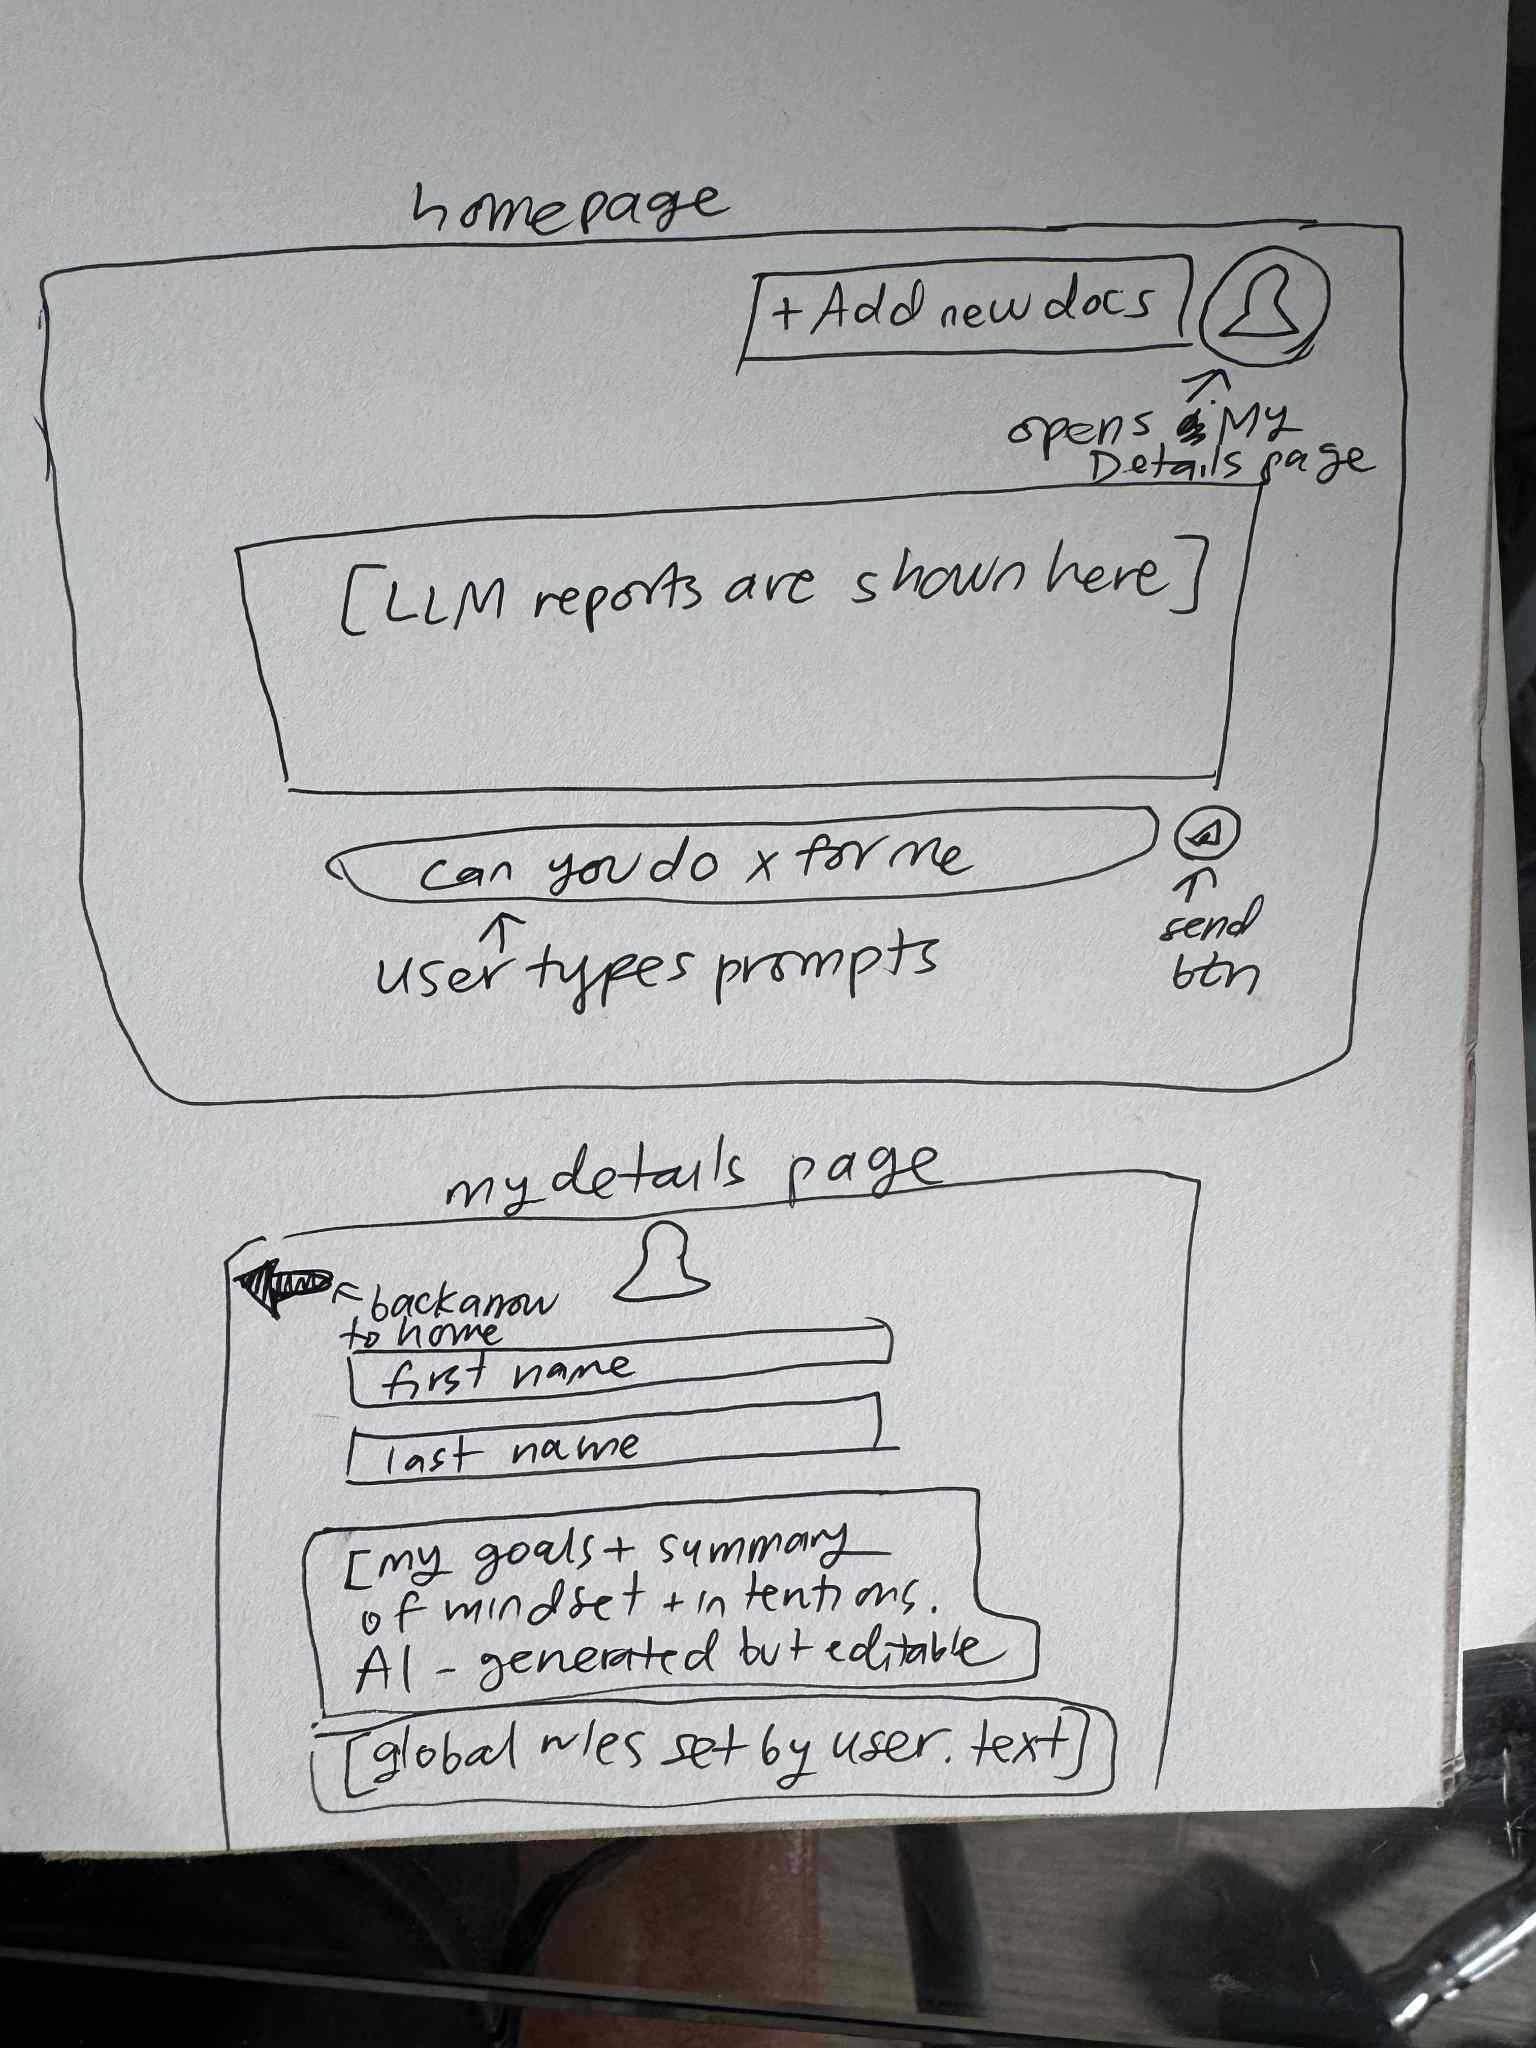 homepage
+ Add new docs
opens My
Details page
[LLM reports are shown here]
can you do x for me
user types prompts
send
btn
my details page
back arrow
to home
first name
last name
[my goals + summary
of mindset + intentions.
AI - generated but editable
[global rules set by user. text]